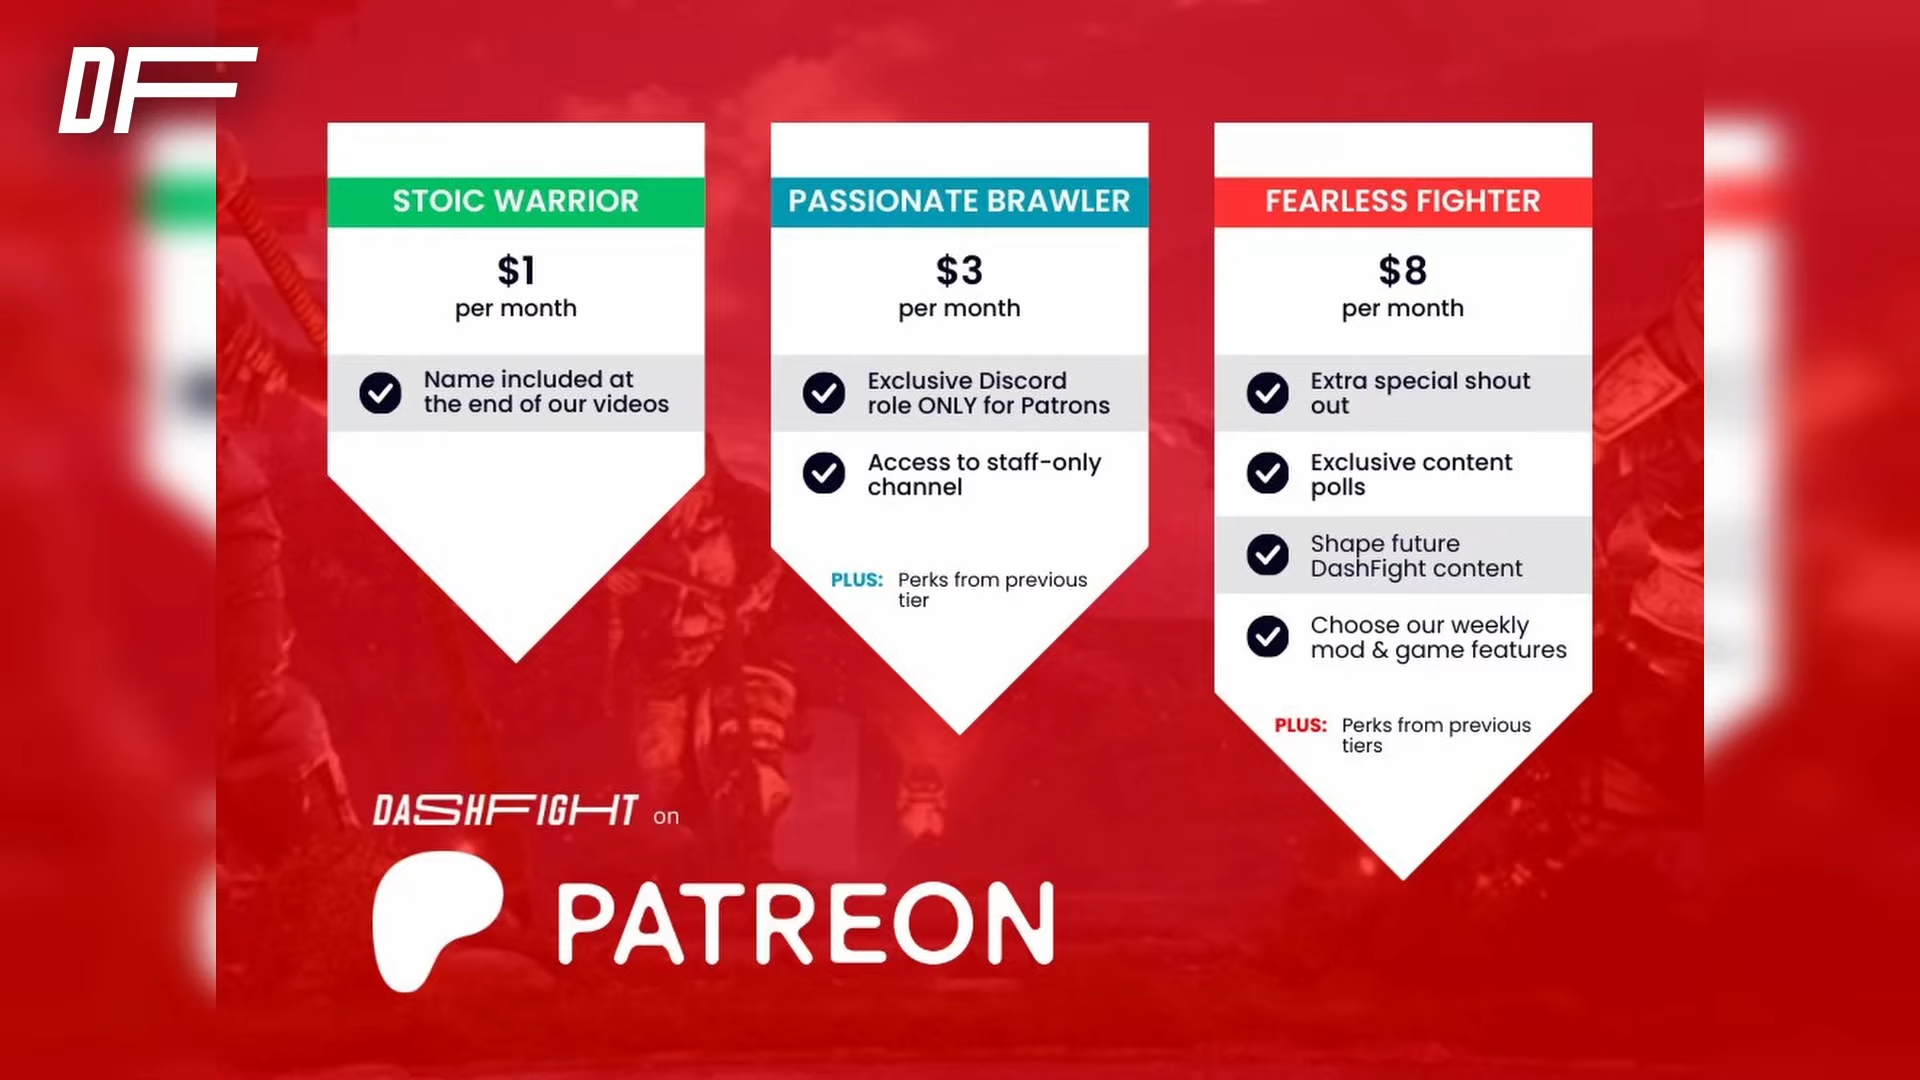 DF
STOIC WARRIOR
$1
per month
Name included at
the end of our videos
PASSIONATE BRAWLER
$3
per month
Exclusive Discord
role ONLY for Patrons
Access to staff-only
channel
PLUS: Perks from previous
tier
FEARLESS FIGHTER
$8
per month
Extra special shout
out
Exclusive content
polls
Shape future
DashFight content
Choose our weekly
mod & game features
PLUS: Perks from previous
tiers
DASHFIGHT on
PATREON